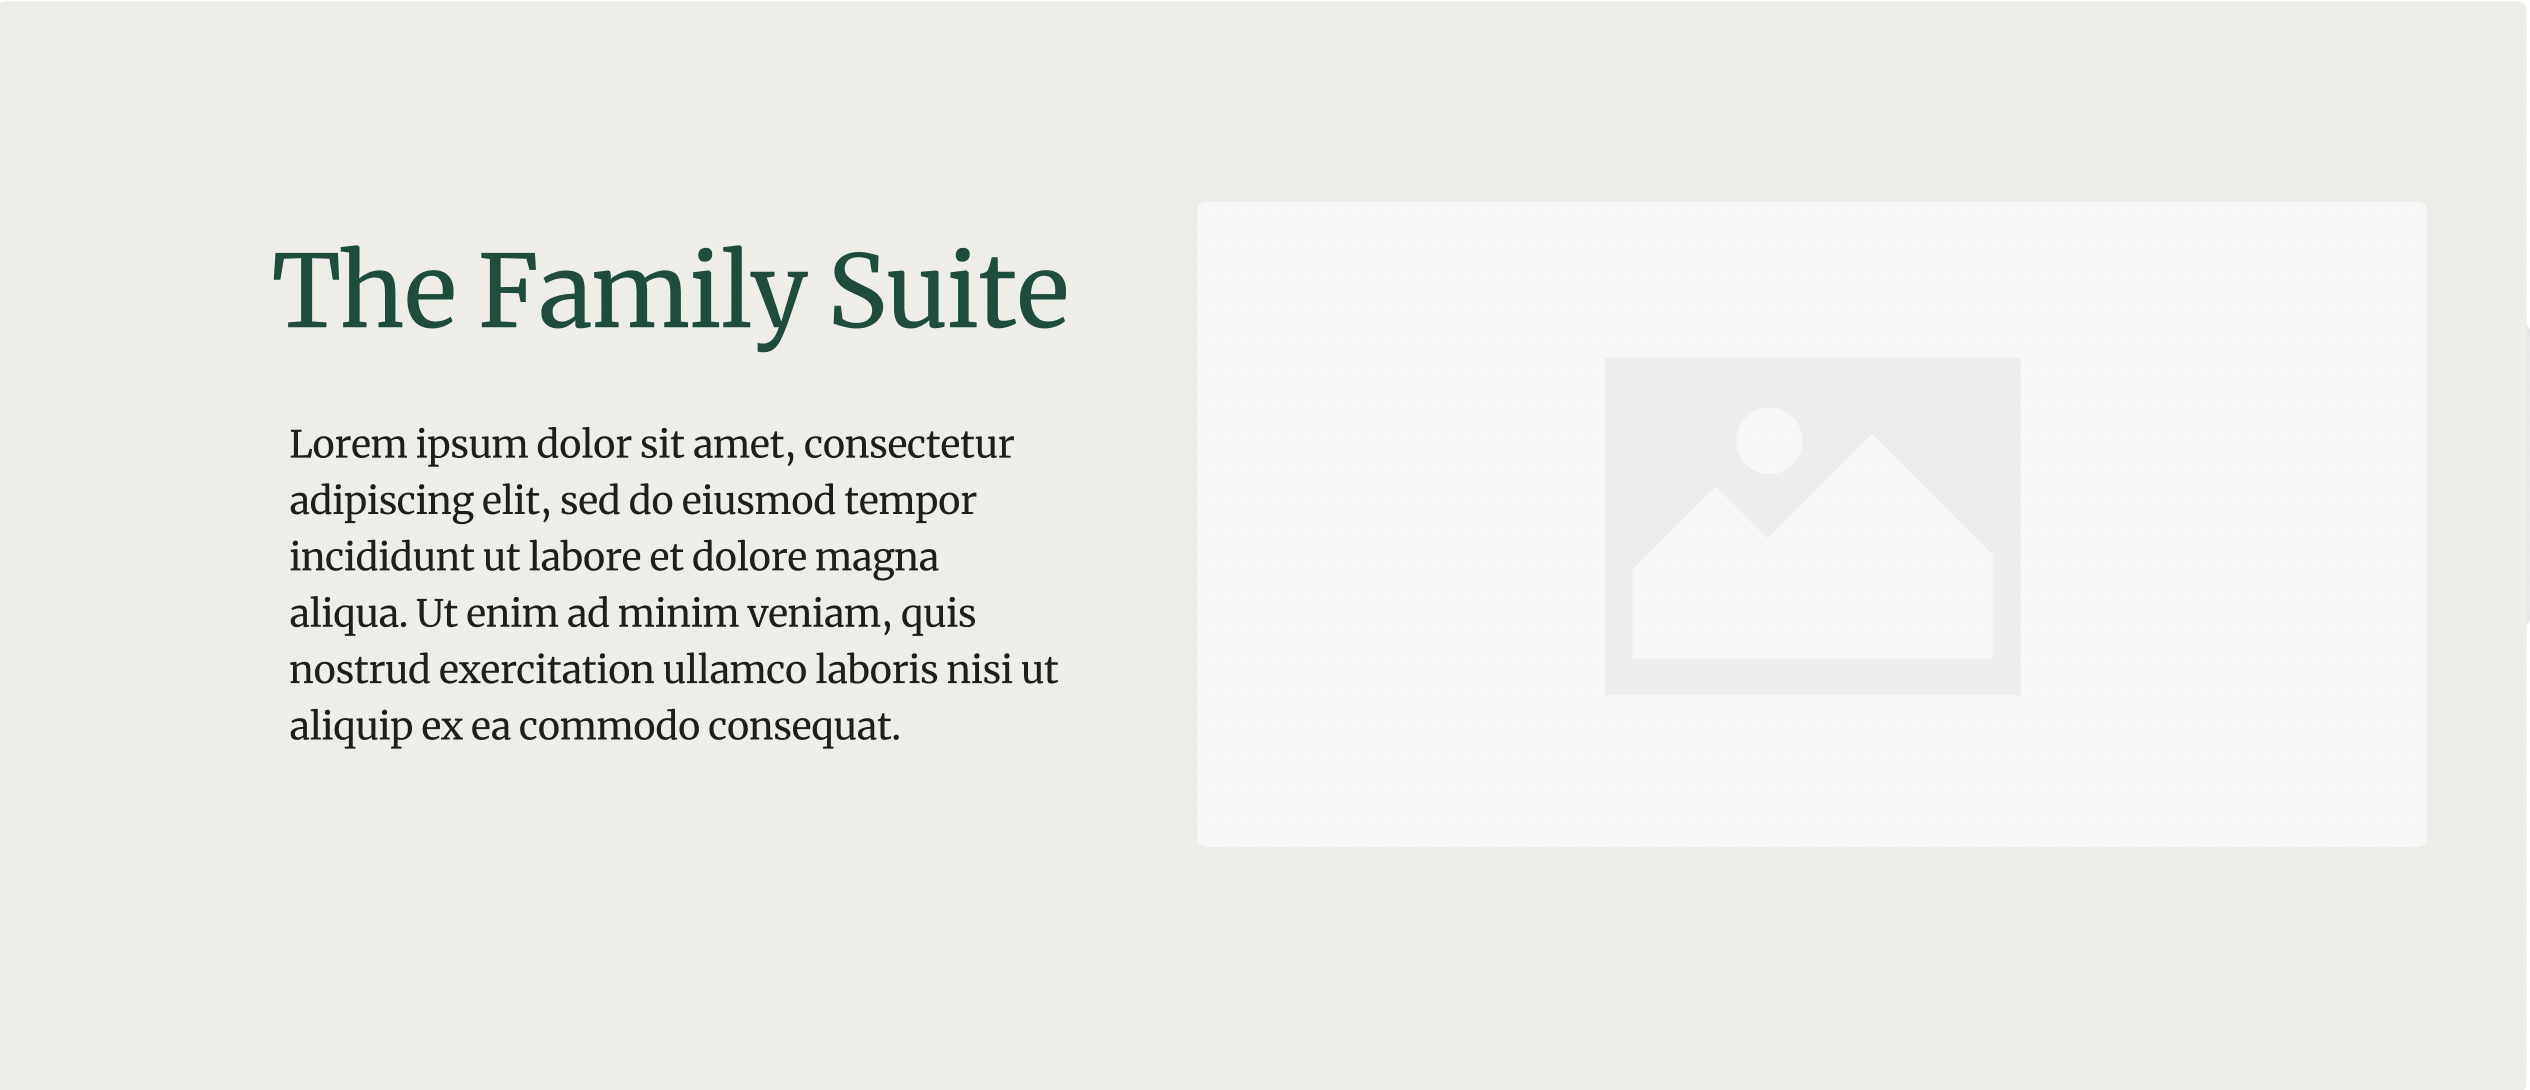 The Family Suite
Lorem ipsum dolor sit amet, consectetur
adipiscing elit, sed do eiusmod tempor
incididunt ut labore et dolore magna
aliqua. Ut enim ad minim veniam, quis
nostrud exercitation ullamco laboris nisi ut
aliquip ex ea commodo consequat.